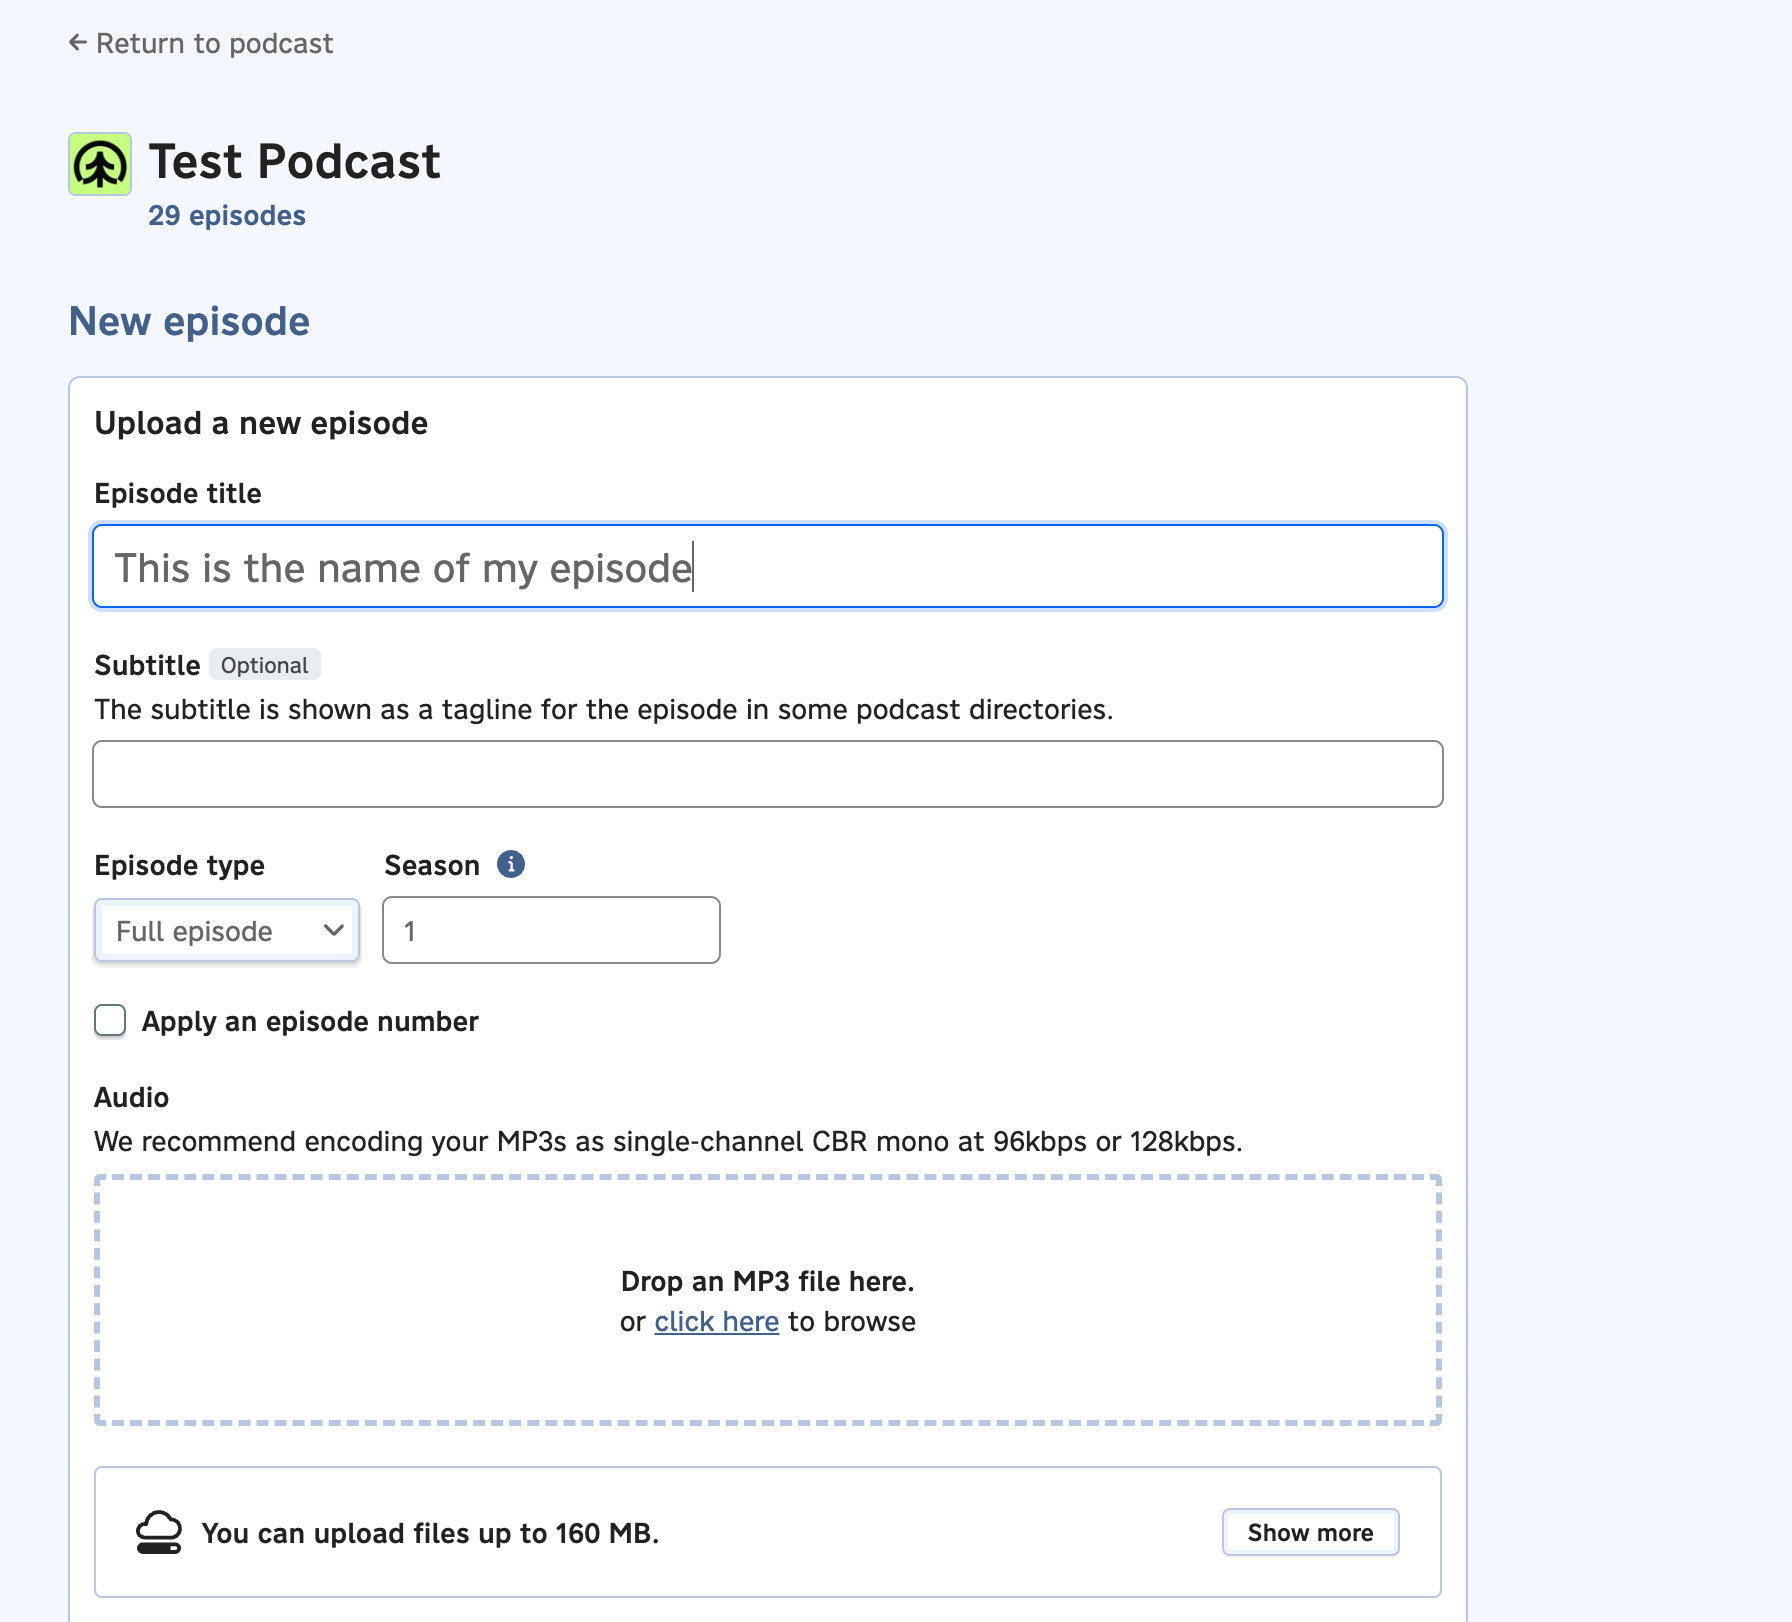 ← Return to podcast
Test Podcast
29 episodes
New episode
Upload a new episode
Episode title
This is the name of my episode
Subtitle Optional
The subtitle is shown as a tagline for the episode in some podcast directories.
Episode type Season i
Full episode 1
Apply an episode number
Audio
We recommend encoding your MP3s as single-channel CBR mono at 96kbps or 128kbps.
Drop an MP3 file here.
or click here to browse
You can upload files up to 160 MB. Show more